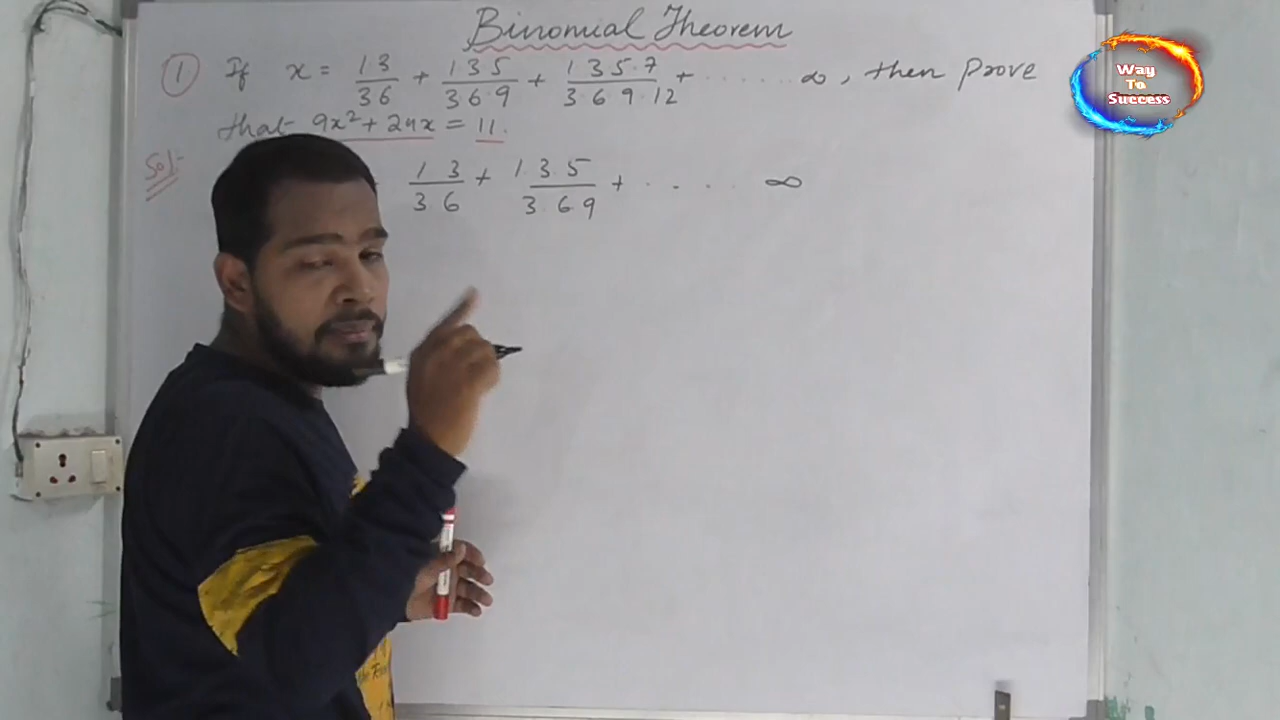 Binomial Theorem
① If x = 1 3 / 3 6 + 1 3 5 / 3 6 9 + 1 3 5 7 / 3 6 9 12 + ....... ∞, then prove
that 9x² + 24x = 11.
Sol:-
1 3 / 3 6 + 1.3.5 / 3.6.9 + ..... ∞
Way
To
Success